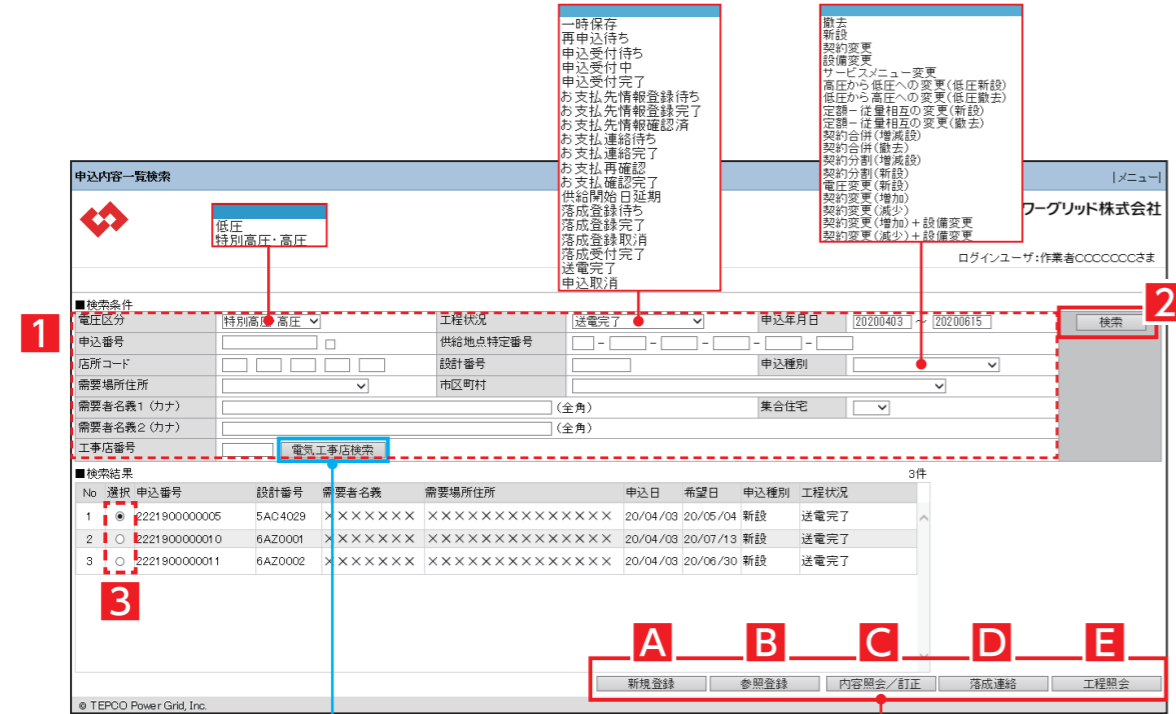 一時保存
再申込待ち
申込受付待ち
申込受付中
申込受付完了
お支払先情報登録待ち
お支払先情報登録完了
お支払先情報確認済
お支払連絡待ち
お支払連絡完了
お支払再確認
お支払確認完了
供給開始日延期
落成登録待ち
落成登録完了
落成登録取消
落成受付完了
送電完了
申込取消
撤去
新設
契約変更
設備変更
サービスメニュー変更
高圧から低圧への変更(低圧新設)
低圧から高圧への変更(低圧撤去)
定額－従量相互の変更(新設)
定額－従量相互の変更(撤去)
契約合併(増減設)
契約合併(撤去)
契約分割(増減設)
契約分割(新設)
電圧変更(新設)
契約変更(増加)
契約変更(減少)
契約変更(増加)＋設備変更
契約変更(減少)＋設備変更
申込内容一覧検索 |メニュー|
低圧
特別高圧・高圧
ワーグリッド株式会社
ログインユーザ:作業者CCCCCCCさま
■検索条件
1
2
電圧区分 特別高圧・高圧 工程状況 送電完了 申込年月日 20200403 ～ 20200615 検索
申込番号 供給地点特定番号 - - - - -
店所コード 設計番号 申込種別
需要場所住所 市区町村
需要者名義1（カナ） (全角) 集合住宅
需要者名義2（カナ） (全角)
工事店番号 電気工事店検索
■検索結果 3件
No 選択 申込番号 設計番号 需要者名義 需要場所住所 申込日 希望日 申込種別 工程状況
1 2221900000005 5AC4029 ×××××× ×××××××××××××× 20/04/03 20/05/04 新設 送電完了
2 2221900000010 6AZ0001 ×××××× ×××××××××××××× 20/04/03 20/07/13 新設 送電完了
3 2221900000011 6AZ0002 ×××××× ×××××××××××××× 20/04/03 20/06/30 新設 送電完了
3
A B C D E
新規登録 参照登録 内容照会／訂正 落成連絡 工程照会
© TEPCO Power Grid, Inc.